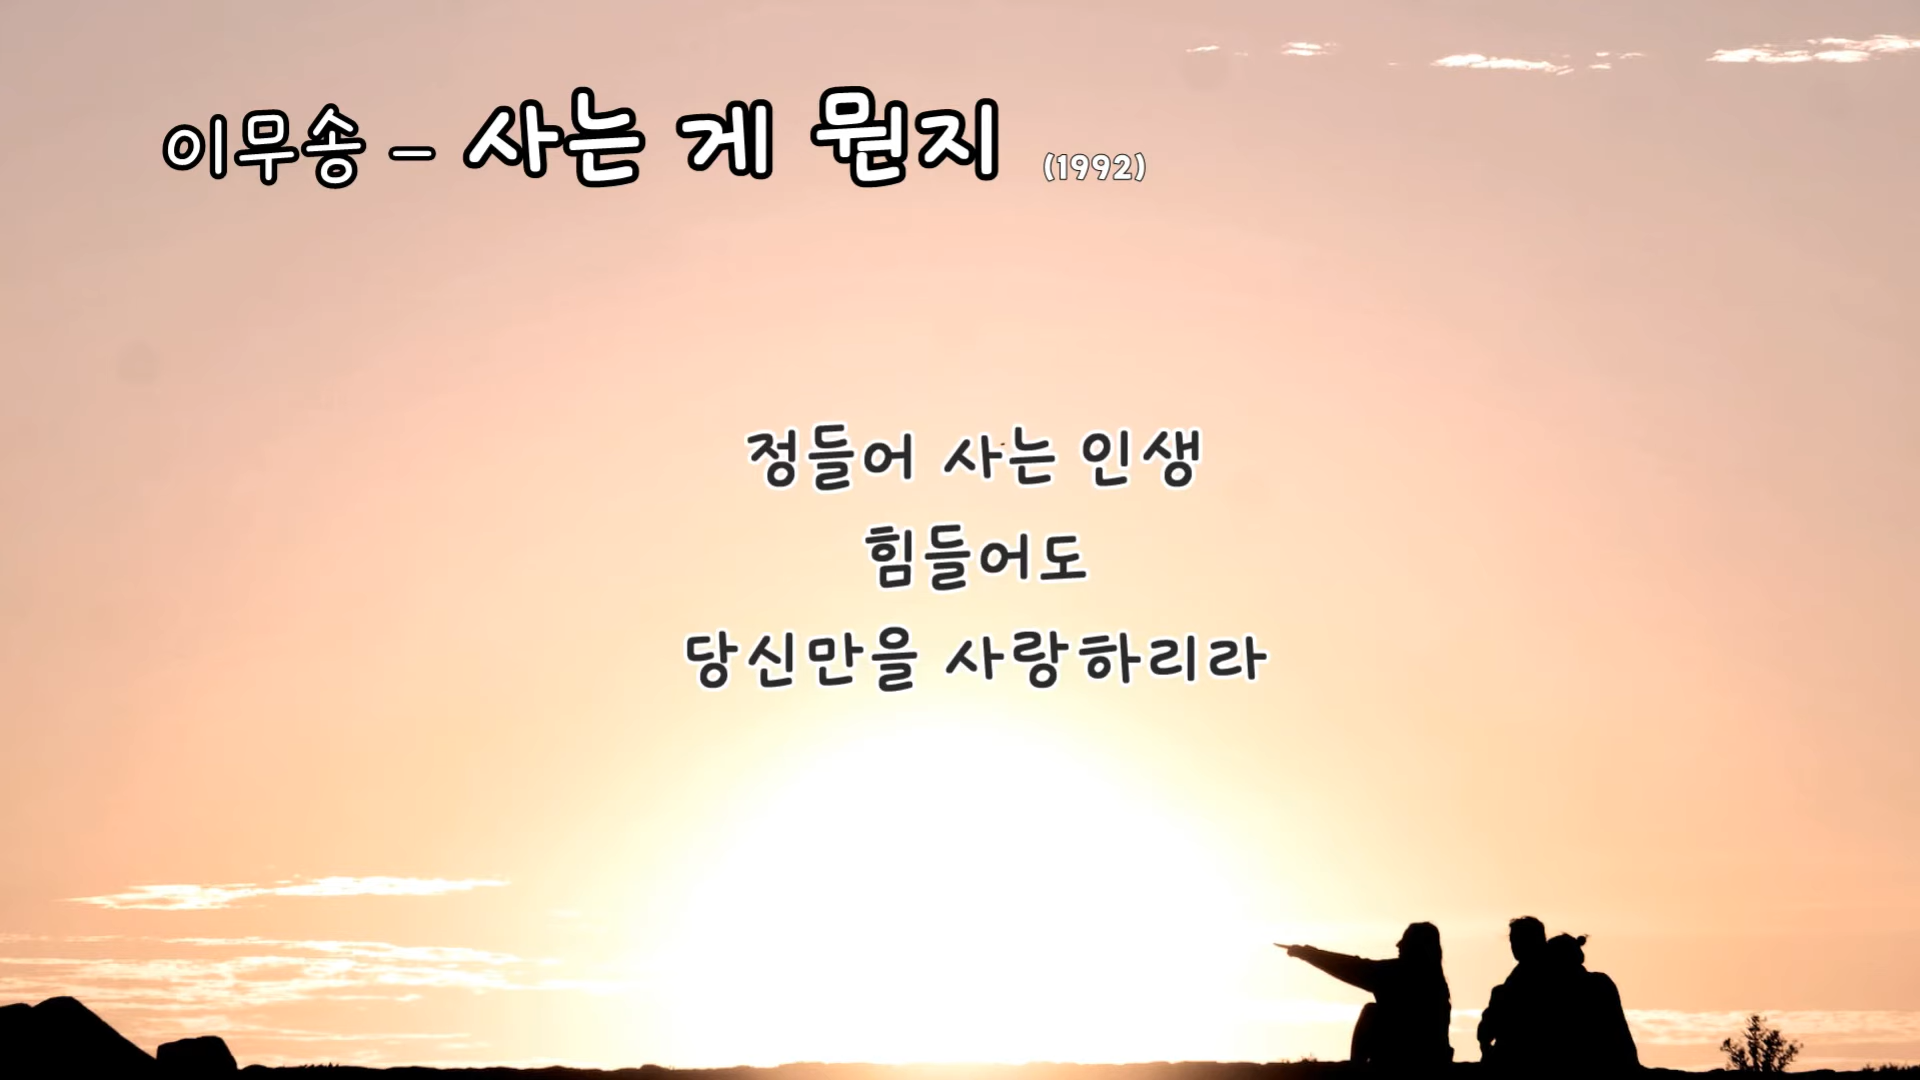 이무송 – 사는 게 뭔지 (1992)
정들어 사는 인생
힘들어도
당신만을 사랑하리라